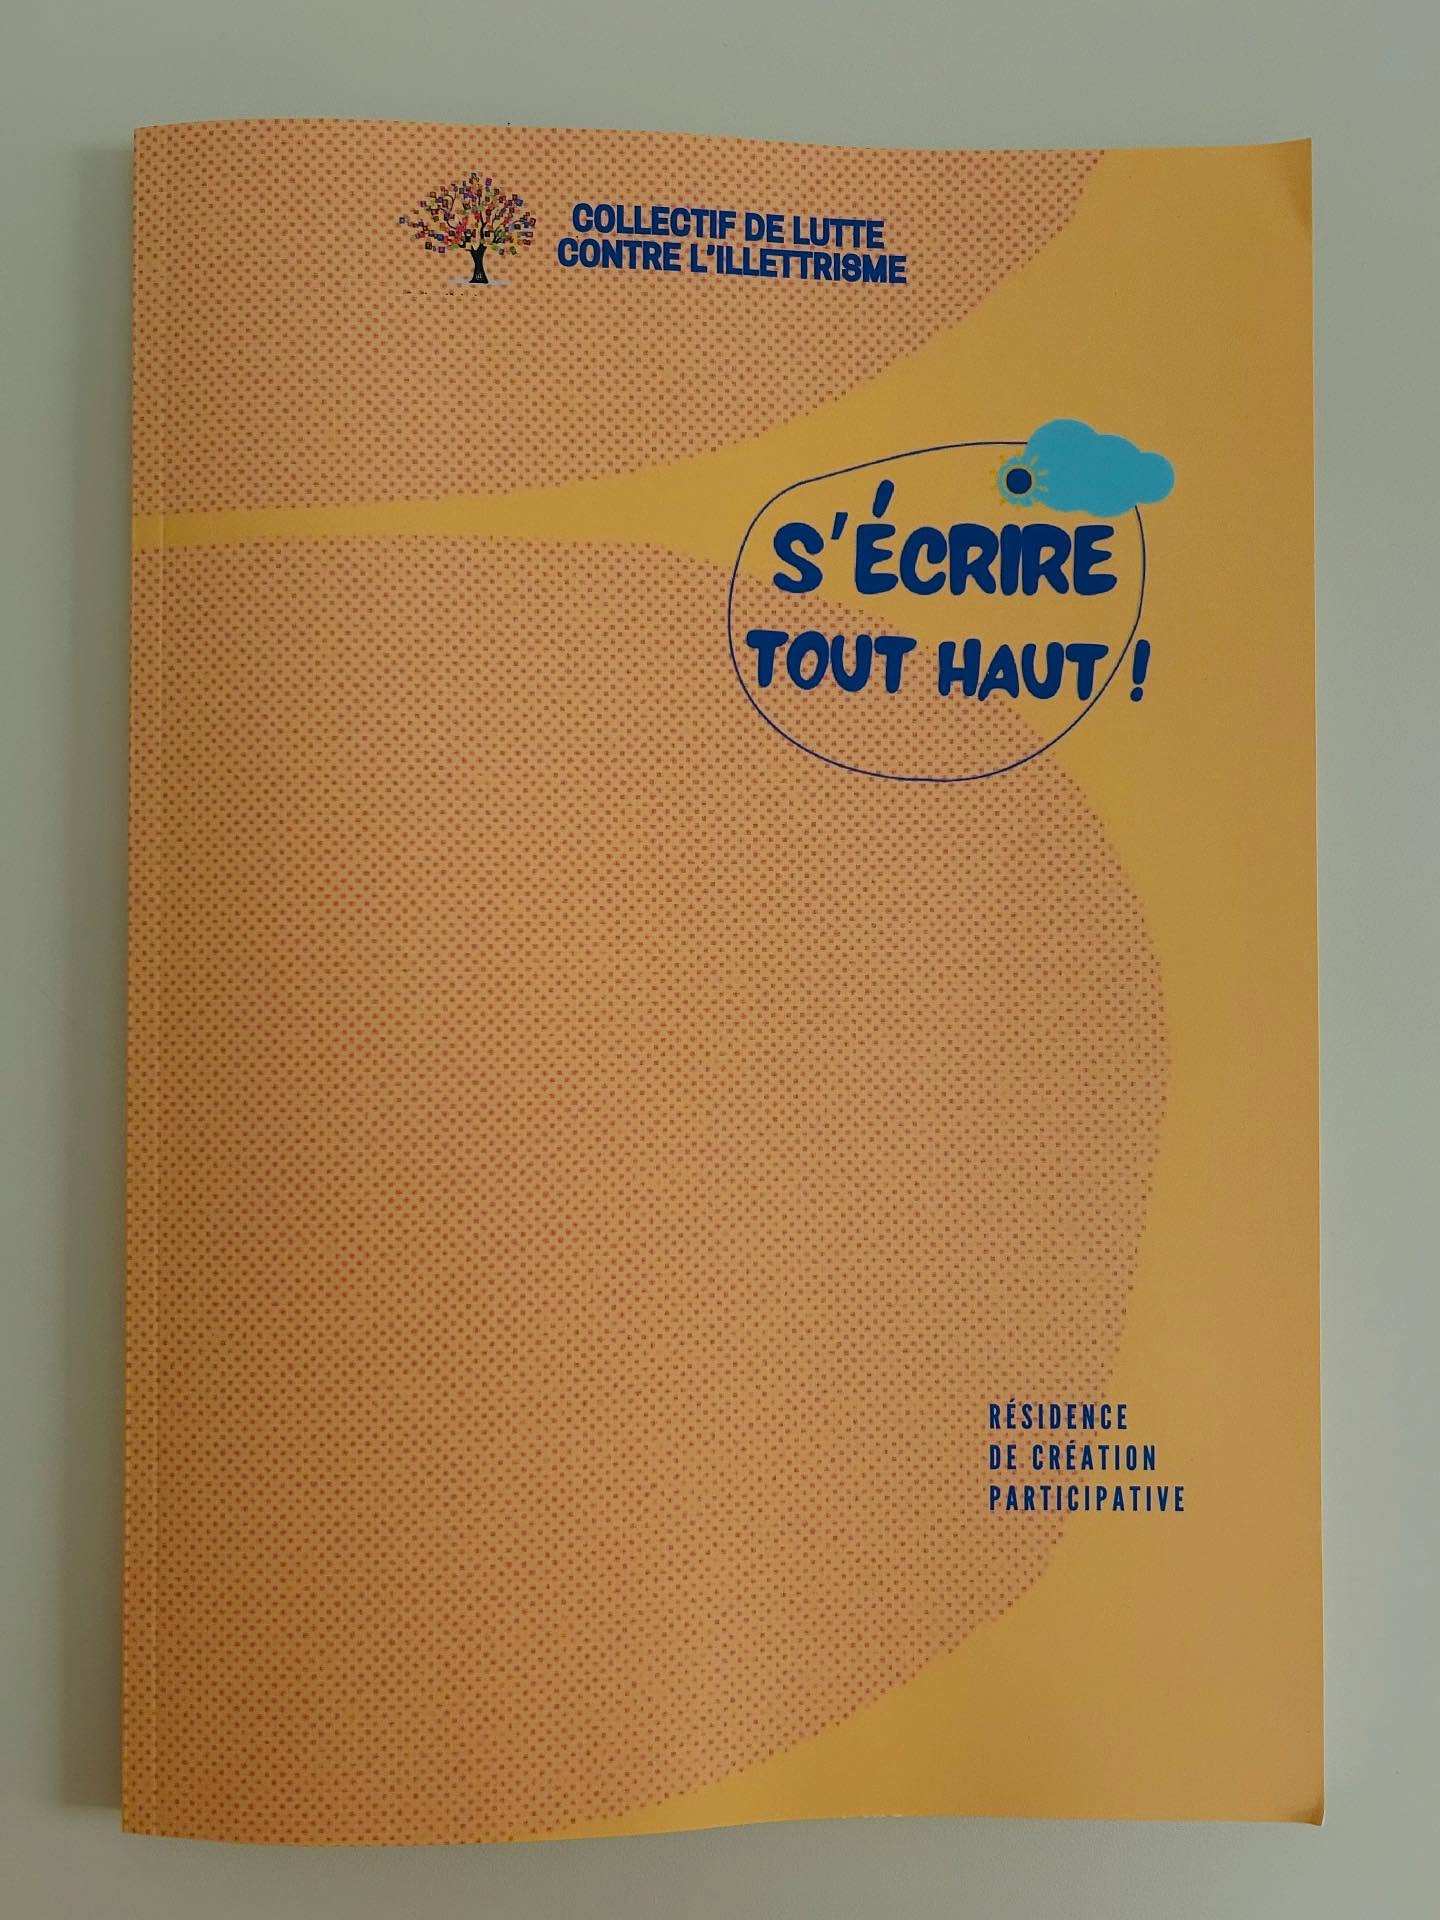 COLLECTIF DE LUTTE
CONTRE L'ILLETTRISME
S'ÉCRIRE
TOUT HAUT !
RÉSIDENCE
DE CRÉATION
PARTICIPATIVE